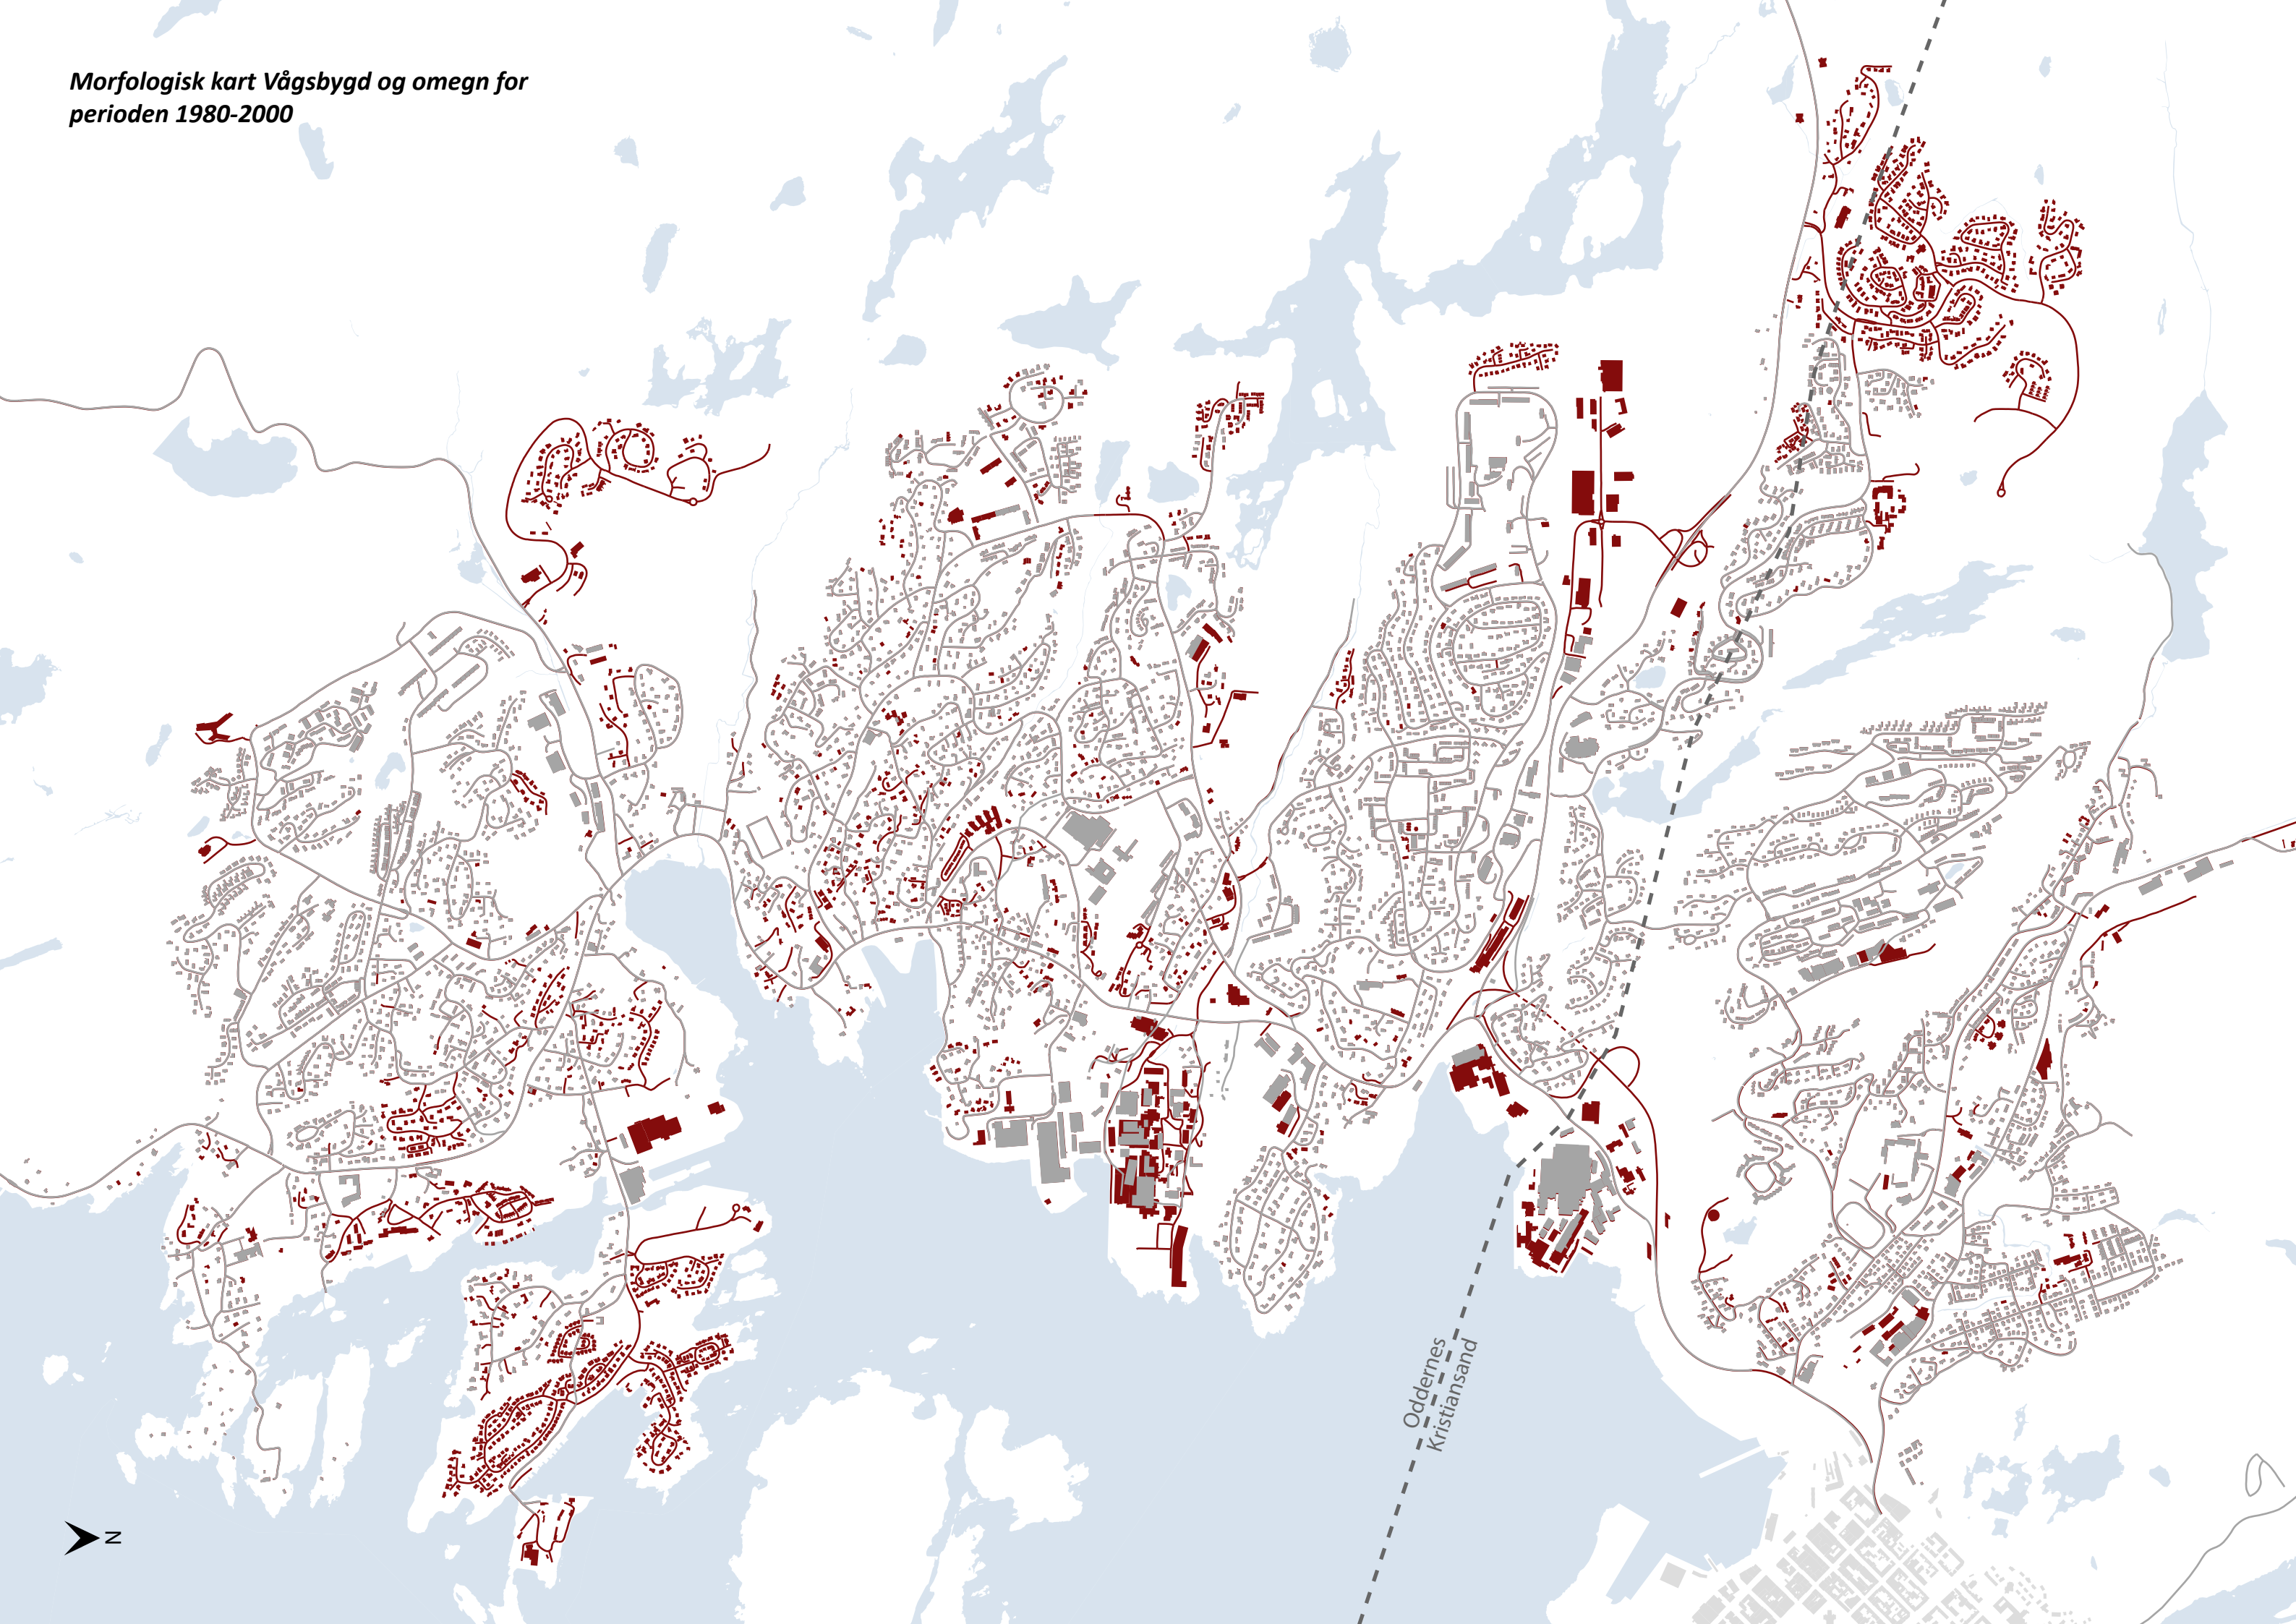 Morfologisk kart Vågsbygd og omegn for
perioden 1980-2000
Oddernes
Kristiansand
N